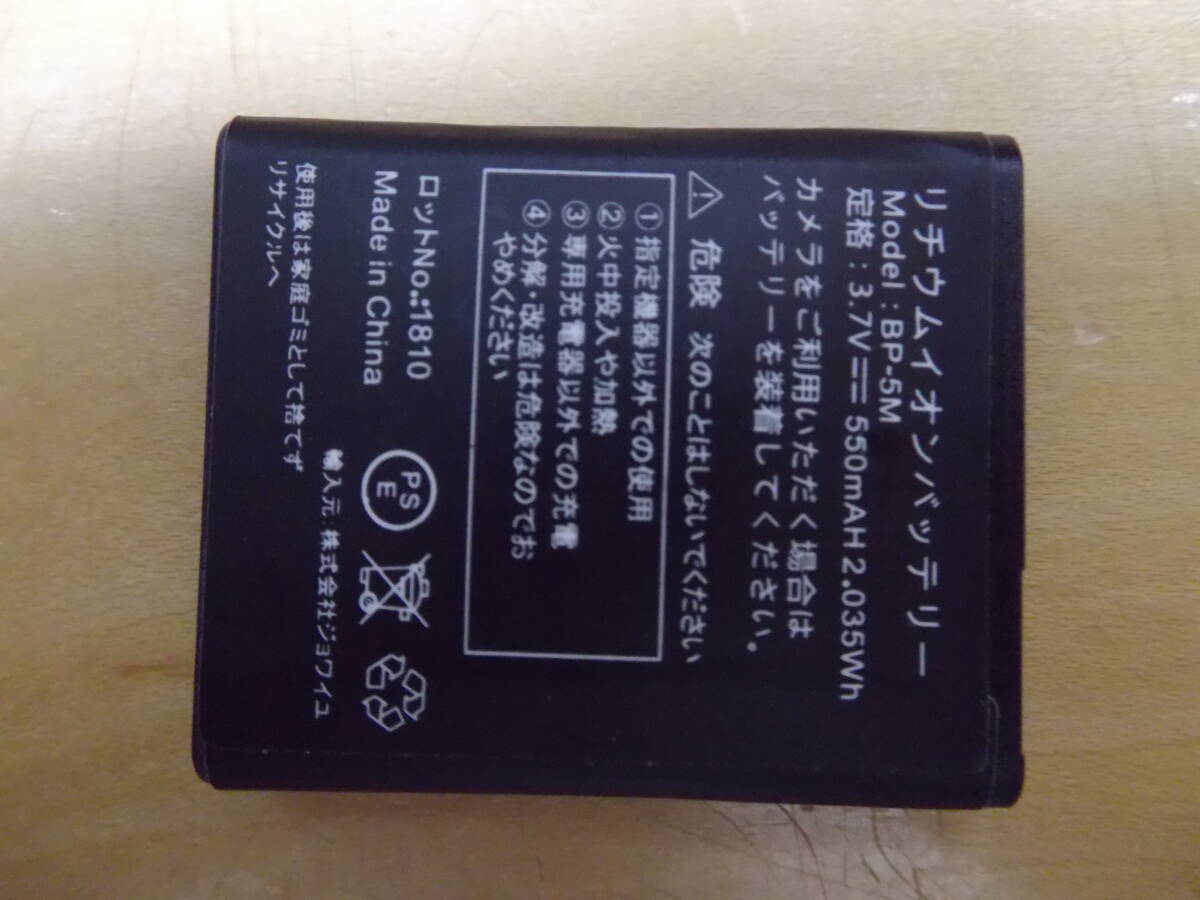 リチウムイオンバッテリー
Model : BP-5M
定格 : 3.7V⎓ 550mAH 2.035Wh
カメラをご利用いただく場合は
バッテリーを装着してください。
⚠ 危険 次のことはしないでください
①指定機器以外での使用
②火中投入や加熱
③専用充電器以外での充電
④分解・改造は危険なのでお
やめください
ロットNo.:1810
Made in China
PS
E
使用後は家庭ゴミとして捨てず
リサイクルへ
輸入元:株式会社ジョワイユ